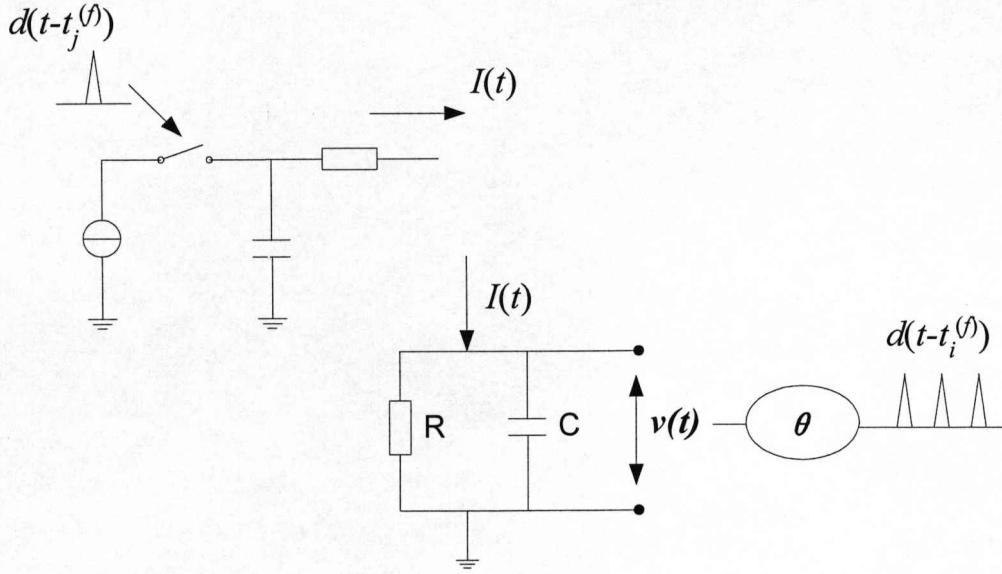 d(t-t_j^(f))
I(t)
I(t)
d(t-t_i^(f))
R
C
v(t)
θ